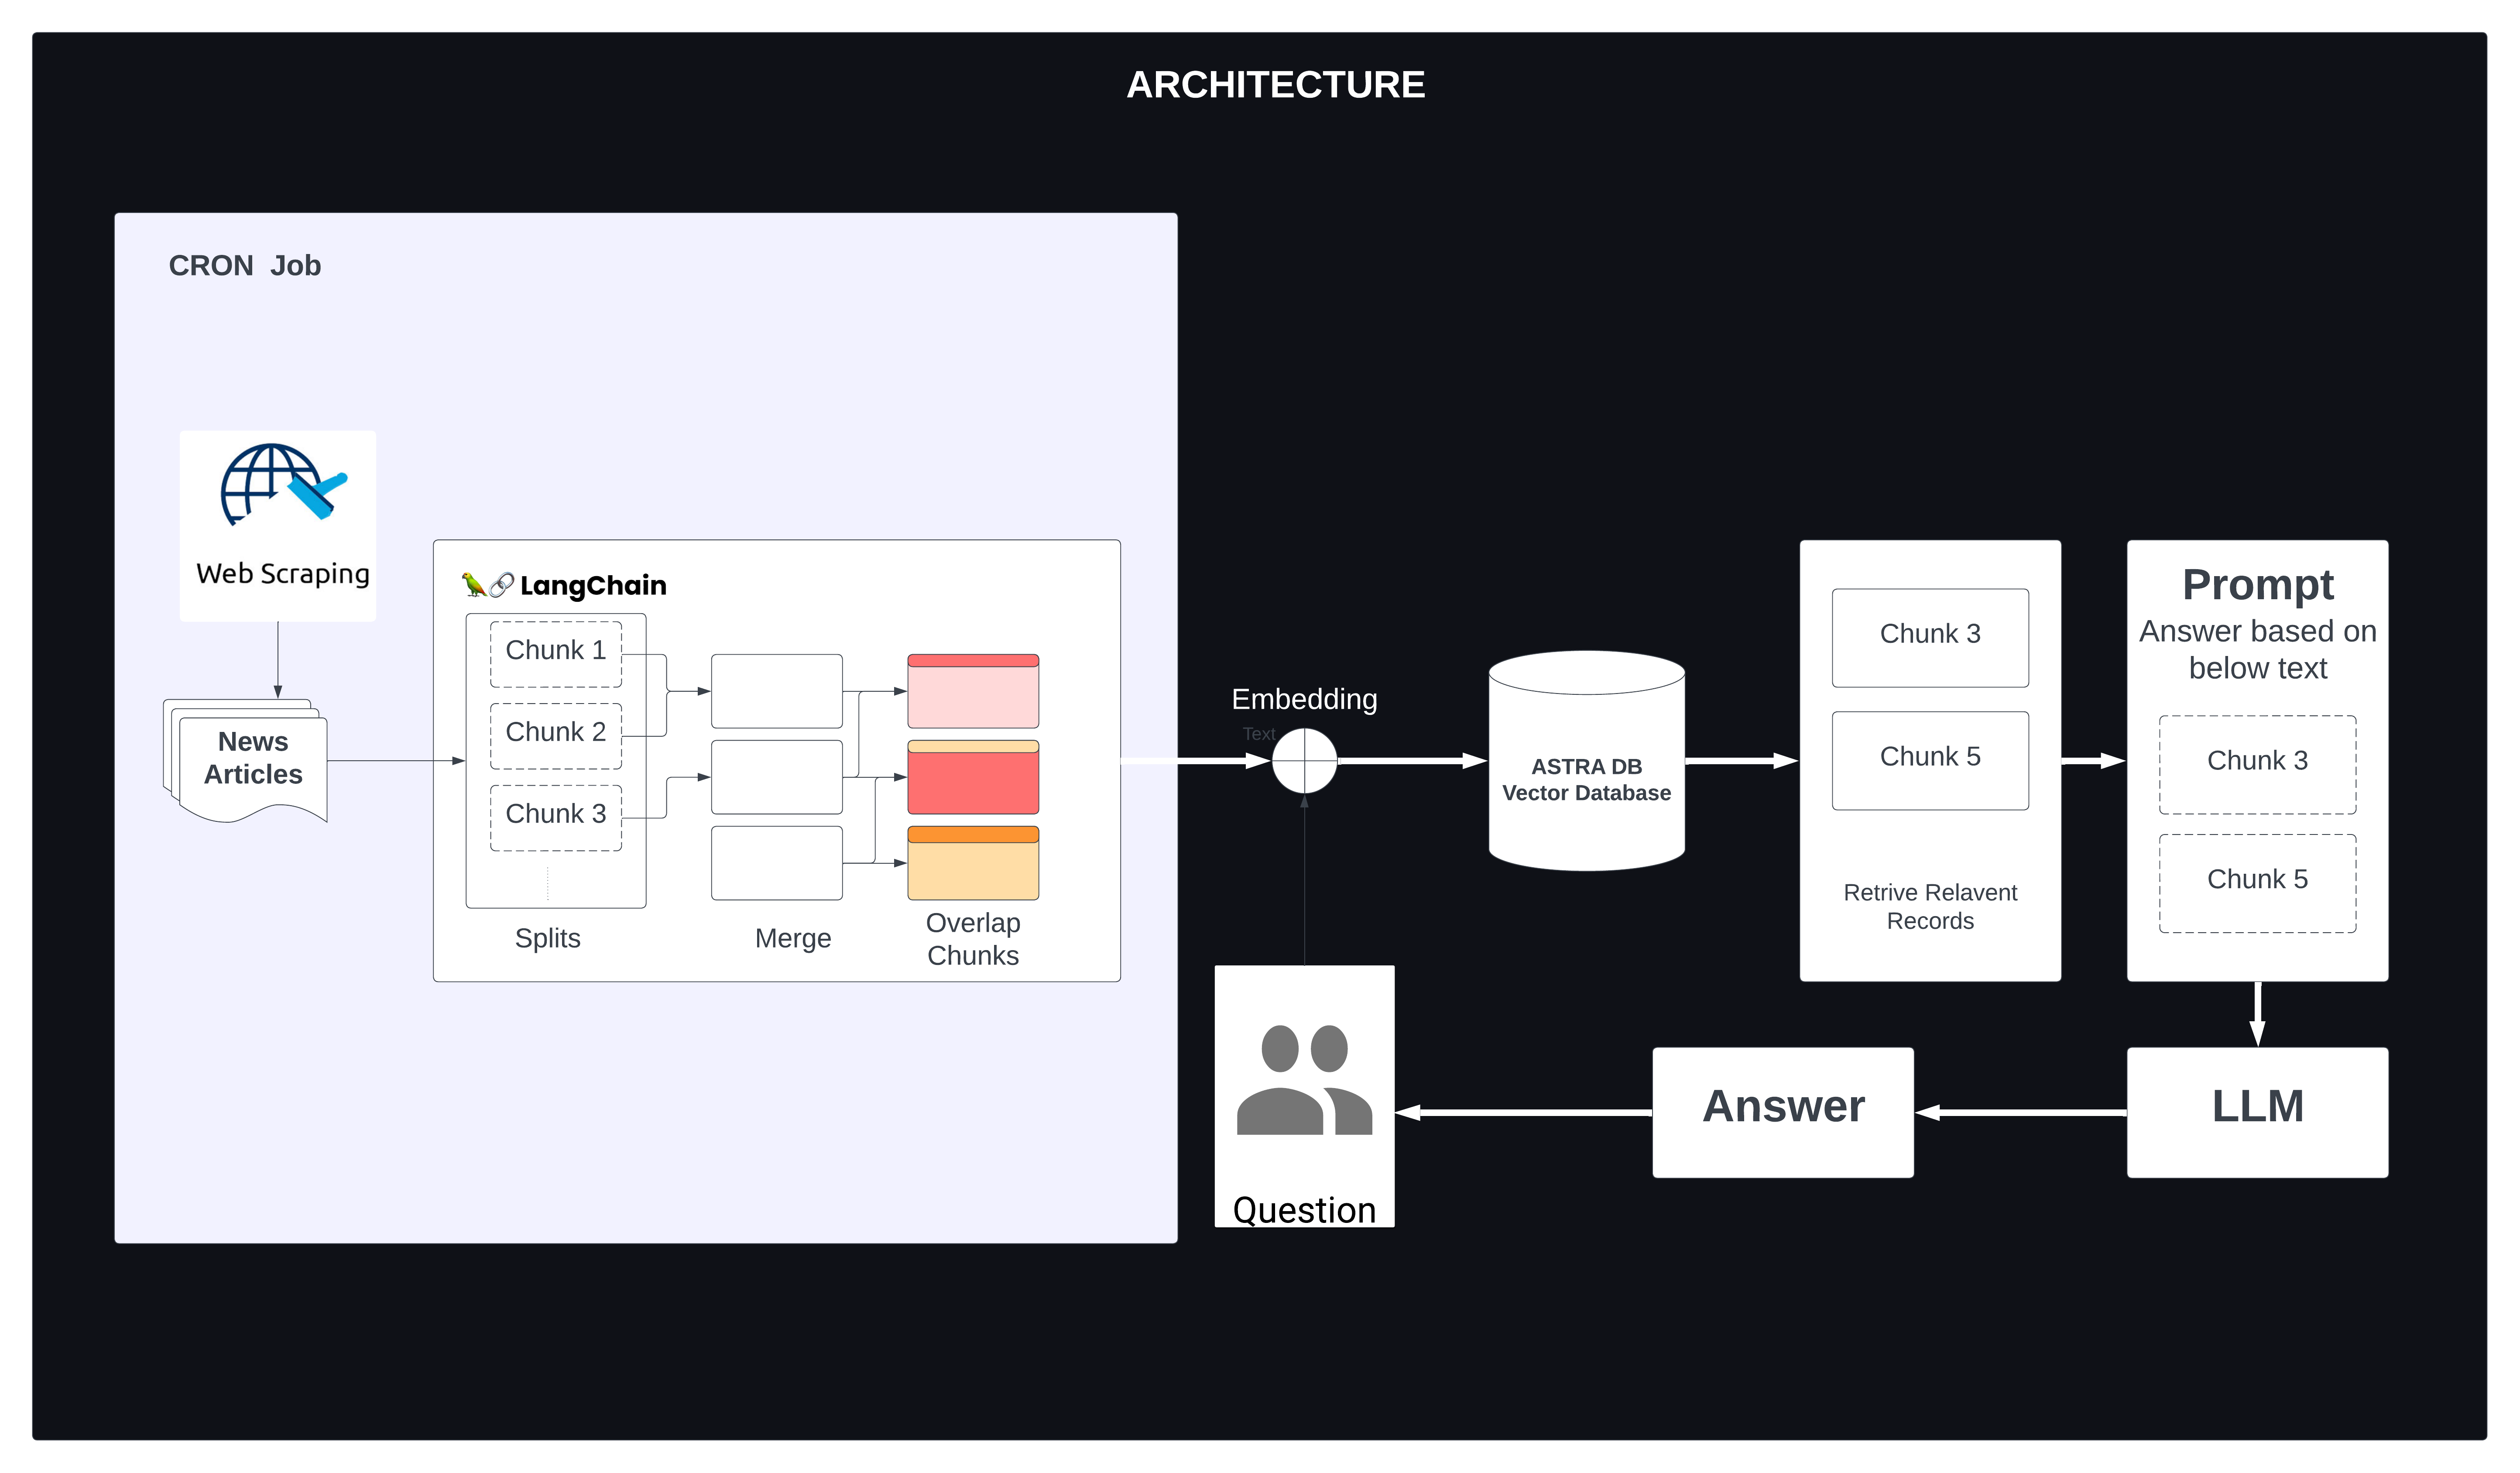 ARCHITECTURE
CRON Job
Web Scraping
News
Articles
LangChain
Chunk 1
Chunk 2
Chunk 3
Splits
Merge
Overlap
Chunks
Embedding
Text
ASTRA DB
Vector Database
Chunk 3
Chunk 5
Retrive Relavent
Records
Prompt
Answer based on
below text
Chunk 3
Chunk 5
LLM
Answer
Question